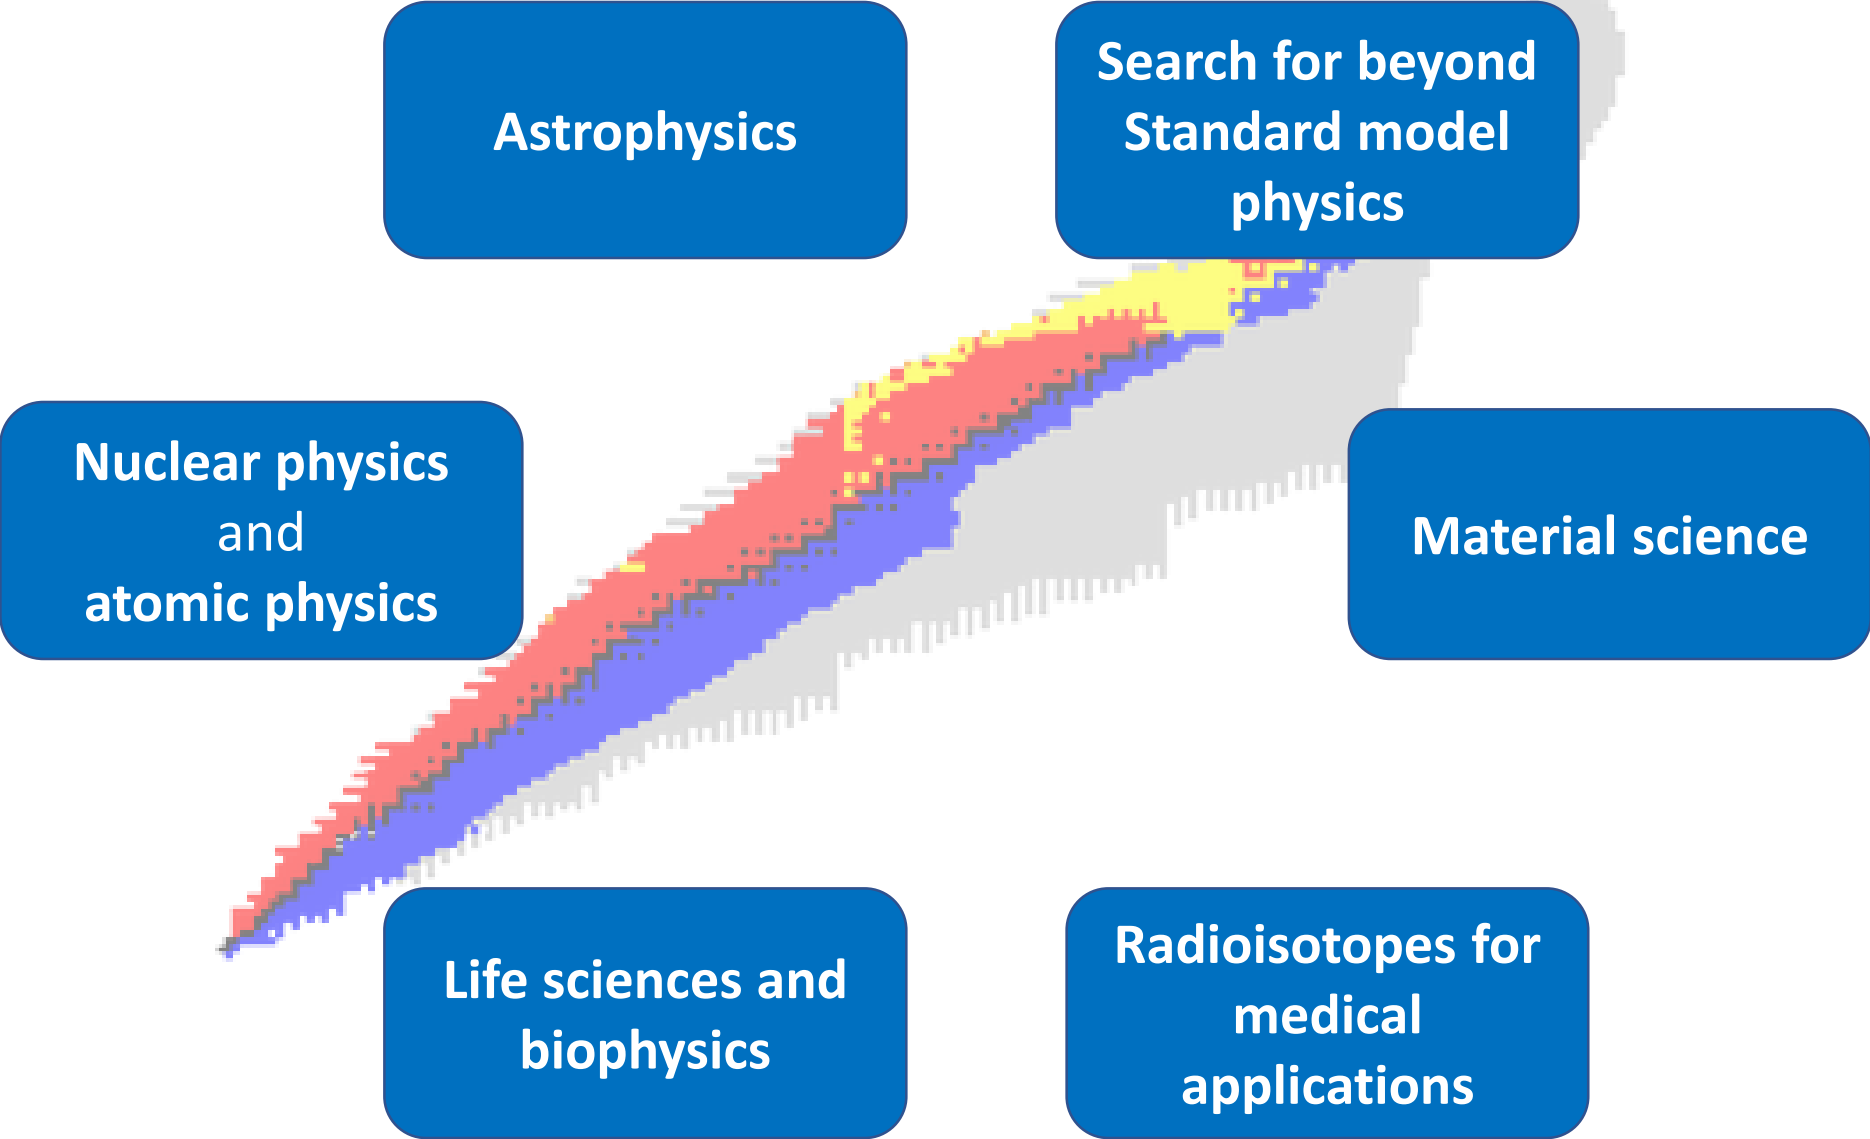 Astrophysics
Search for beyond
Standard model
physics
Nuclear physics
and
atomic physics
Material science
Life sciences and
biophysics
Radioisotopes for
medical
applications